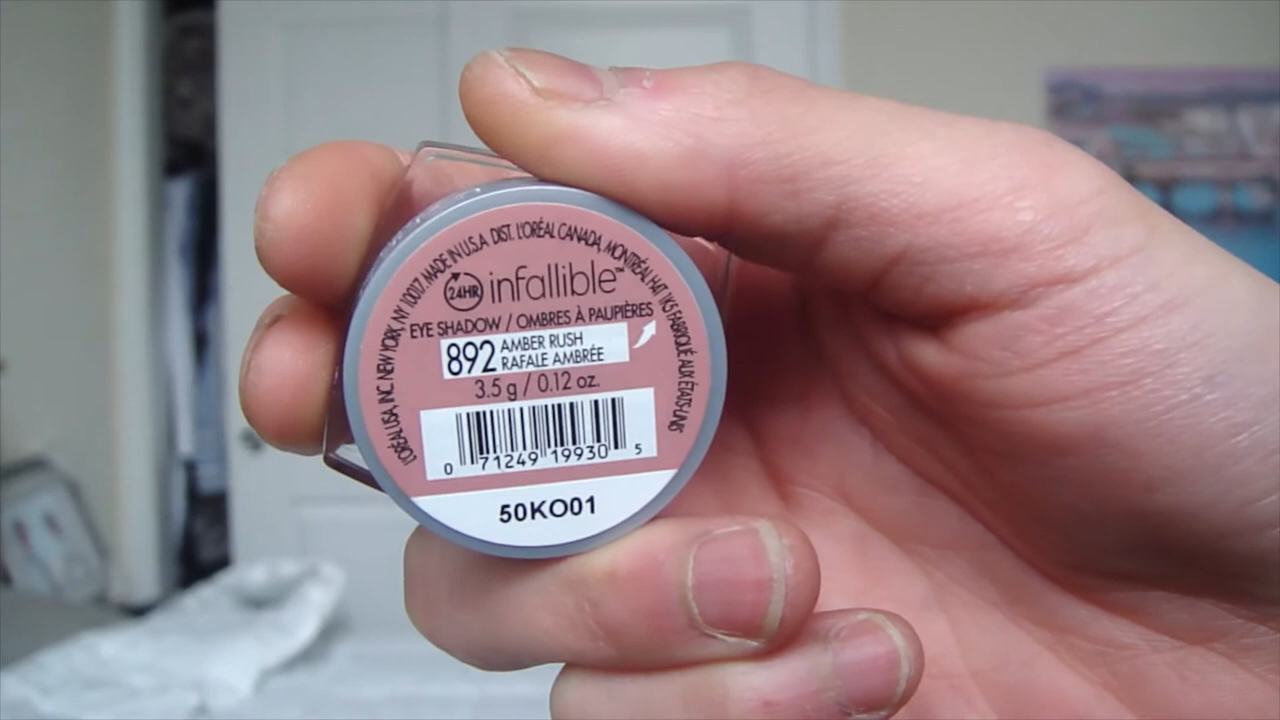 L'ORÉAL USA, INC. NEW YORK, NY 10017. MADE IN U.S.A. DIST. L'ORÉAL CANADA, MONTRÉAL H4T 1K5 FABRIQUÉ AUX ÉTATS-UNIS
24HR infallible™
EYE SHADOW / OMBRES À PAUPIÈRES
892 AMBER RUSH
RAFALE AMBRÉE
3.5 g / 0.12 oz.
0 71249 19930 5
50KO01